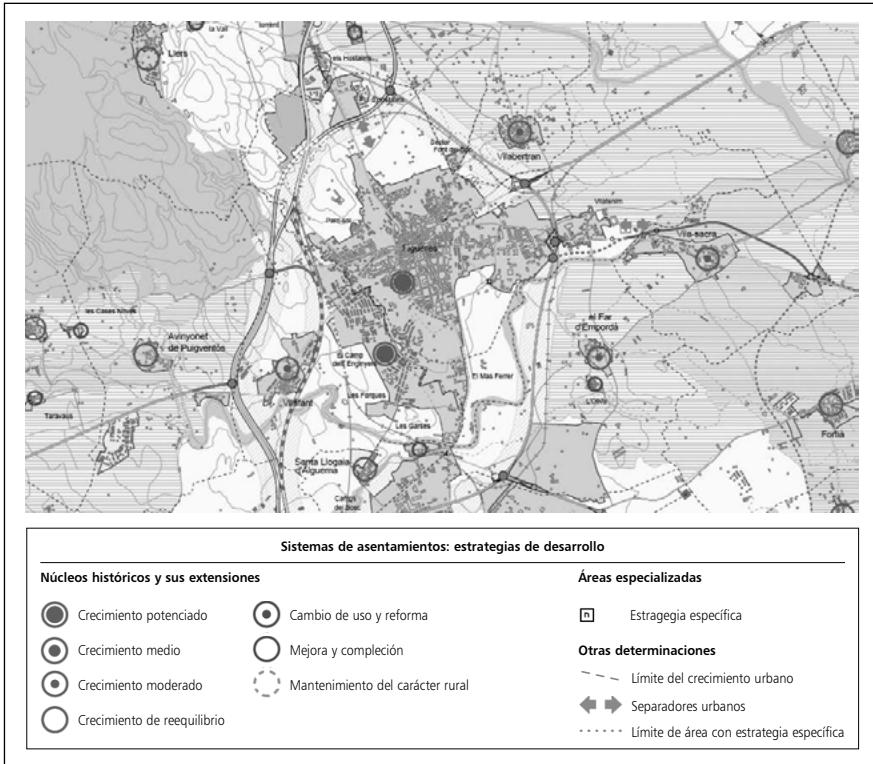 la Vall
Llers
els Hostalets
Vilabertran
Vilatenim
Vila-sacra
Figueres
les Cases Noves
Avinyonet
de Puigventós
el Far
d'Empordà
El Mas Ferrer
Vilafant
Les Forques
L'Oliva
Taravaus
Les Garses
Fortià
Santa Llogaia
d'Àlguema
Sistemas de asentamientos: estrategias de desarrollo
Núcleos históricos y sus extensiones
Áreas especializadas
Crecimiento potenciado
Cambio de uso y reforma
n
Estragegia específica
Crecimiento medio
Mejora y compleción
Otras determinaciones
Crecimiento moderado
Mantenimiento del carácter rural
Límite del crecimiento urbano
Separadores urbanos
Crecimiento de reequilibrio
Límite de área con estrategia específica